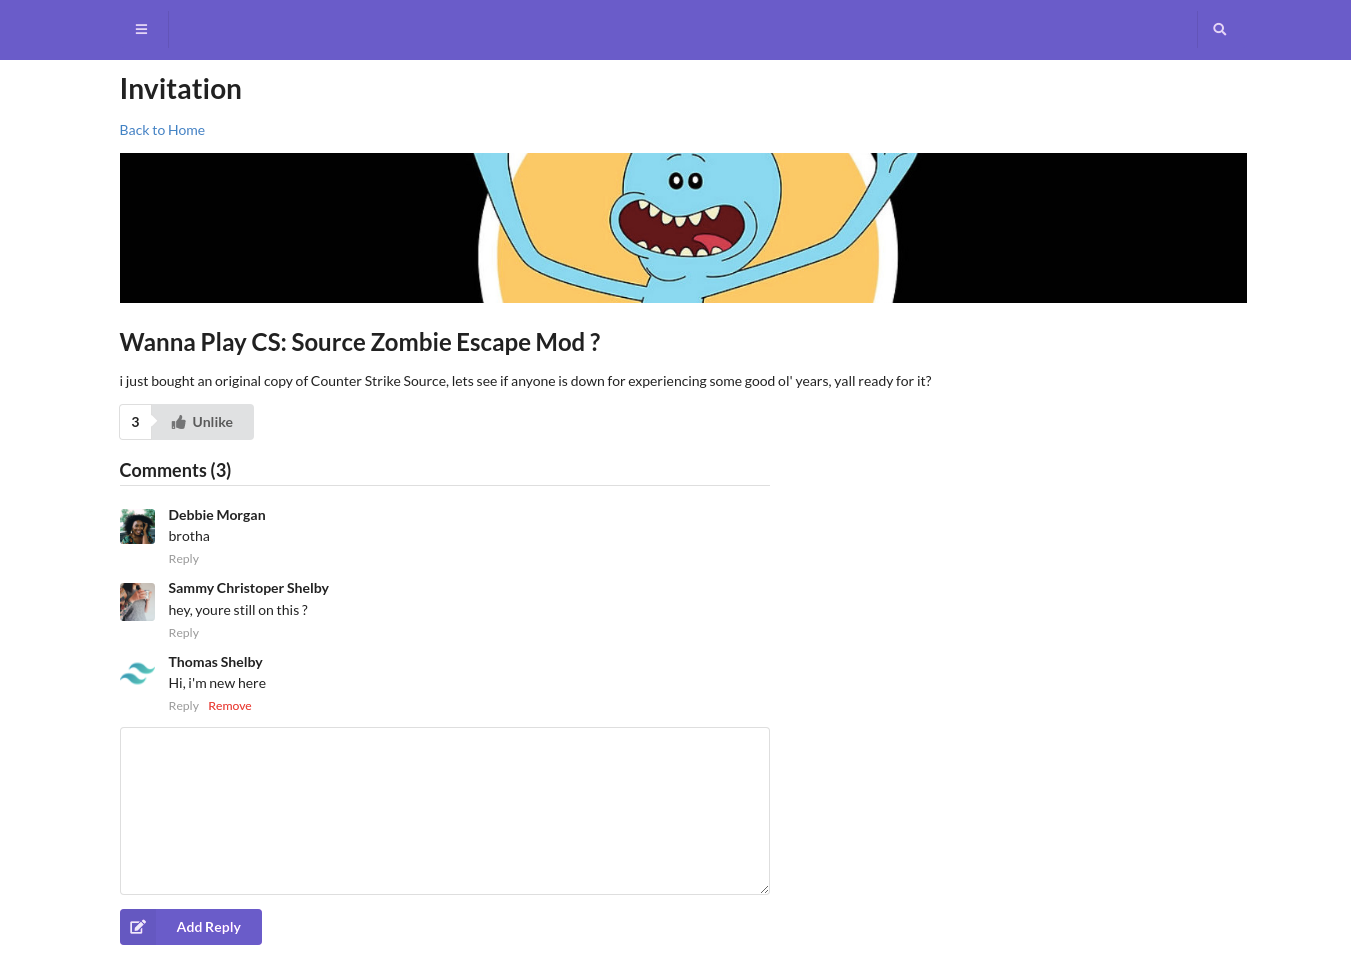 Invitation
Back to Home
Wanna Play CS: Source Zombie Escape Mod ?
i just bought an original copy of Counter Strike Source, lets see if anyone is down for experiencing some good ol' years, yall ready for it?
3 Unlike
Comments (3)
Debbie Morgan
brotha
Reply
Sammy Christoper Shelby
hey, youre still on this ?
Reply
Thomas Shelby
Hi, i'm new here
Reply Remove
Add Reply